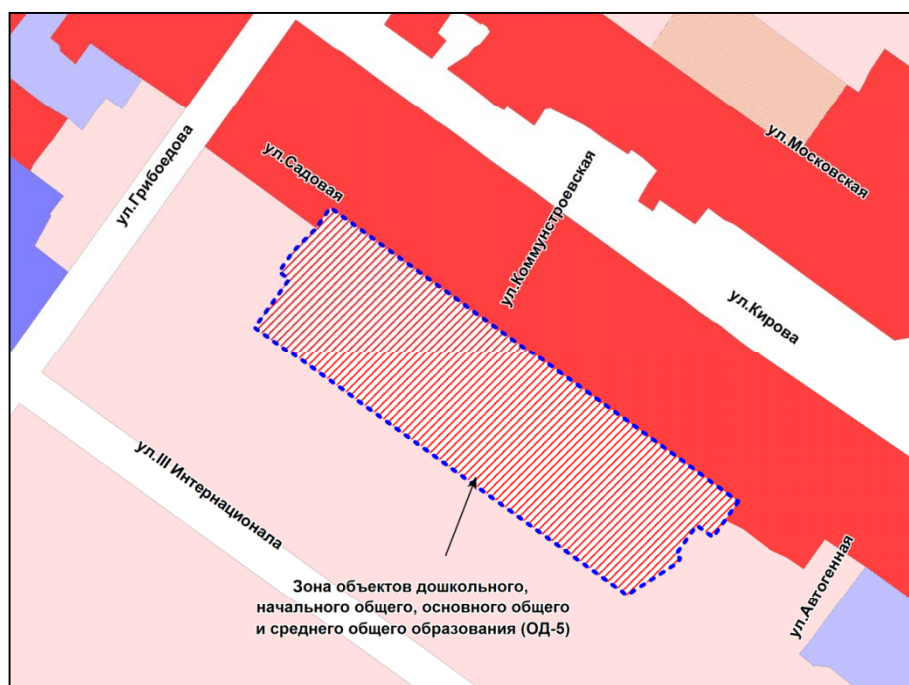 ул.Грибоедова
ул.Садовая
ул.Коммунстроевская
ул.Московская
ул.Кирова
ул.III Интернационала
ул.Автогенная
Зона объектов дошкольного,
начального общего, основного общего
и среднего общего образования (ОД-5)